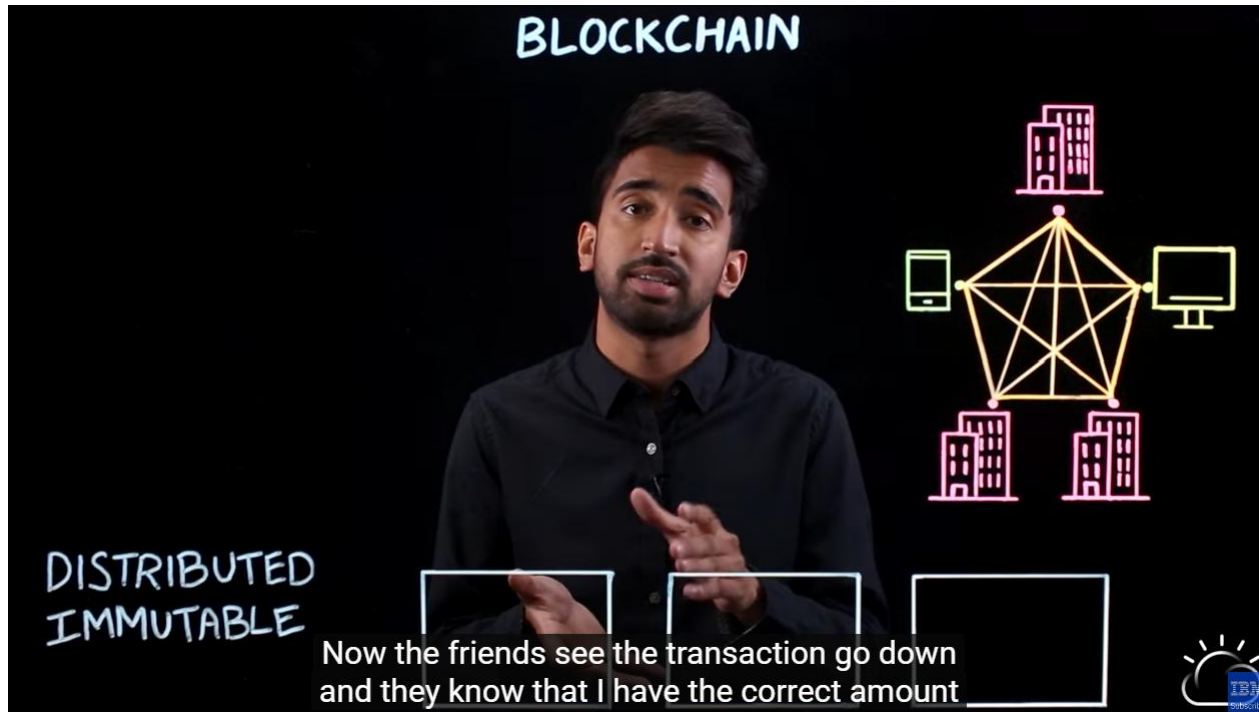 BLOCKCHAIN
DISTRIBUTED
IMMUTABLE
Now the friends see the transaction go down
and they know that I have the correct amount
IBM